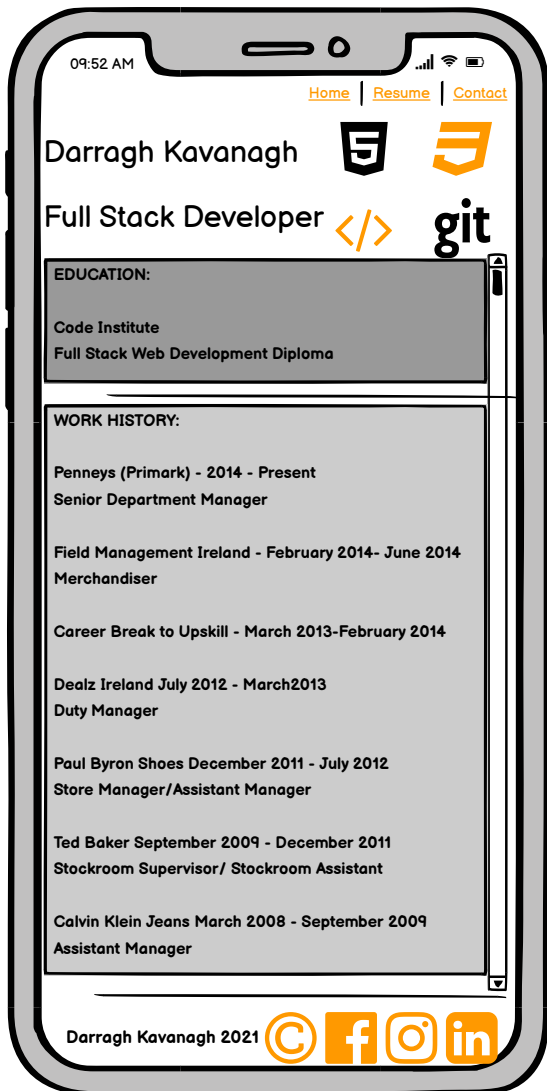 09:52 AM
Home | Resume | Contact
Darragh Kavanagh
Full Stack Developer </> git
EDUCATION:
Code Institute
Full Stack Web Development Diploma
WORK HISTORY:
Penneys (Primark) - 2014 - Present
Senior Department Manager
Field Management Ireland - February 2014- June 2014
Merchandiser
Career Break to Upskill - March 2013-February 2014
Dealz Ireland July 2012 - March2013
Duty Manager
Paul Byron Shoes December 2011 - July 2012
Store Manager/Assistant Manager
Ted Baker September 2009 - December 2011
Stockroom Supervisor/ Stockroom Assistant
Calvin Klein Jeans March 2008 - September 2009
Assistant Manager
Darragh Kavanagh 2021 © f in